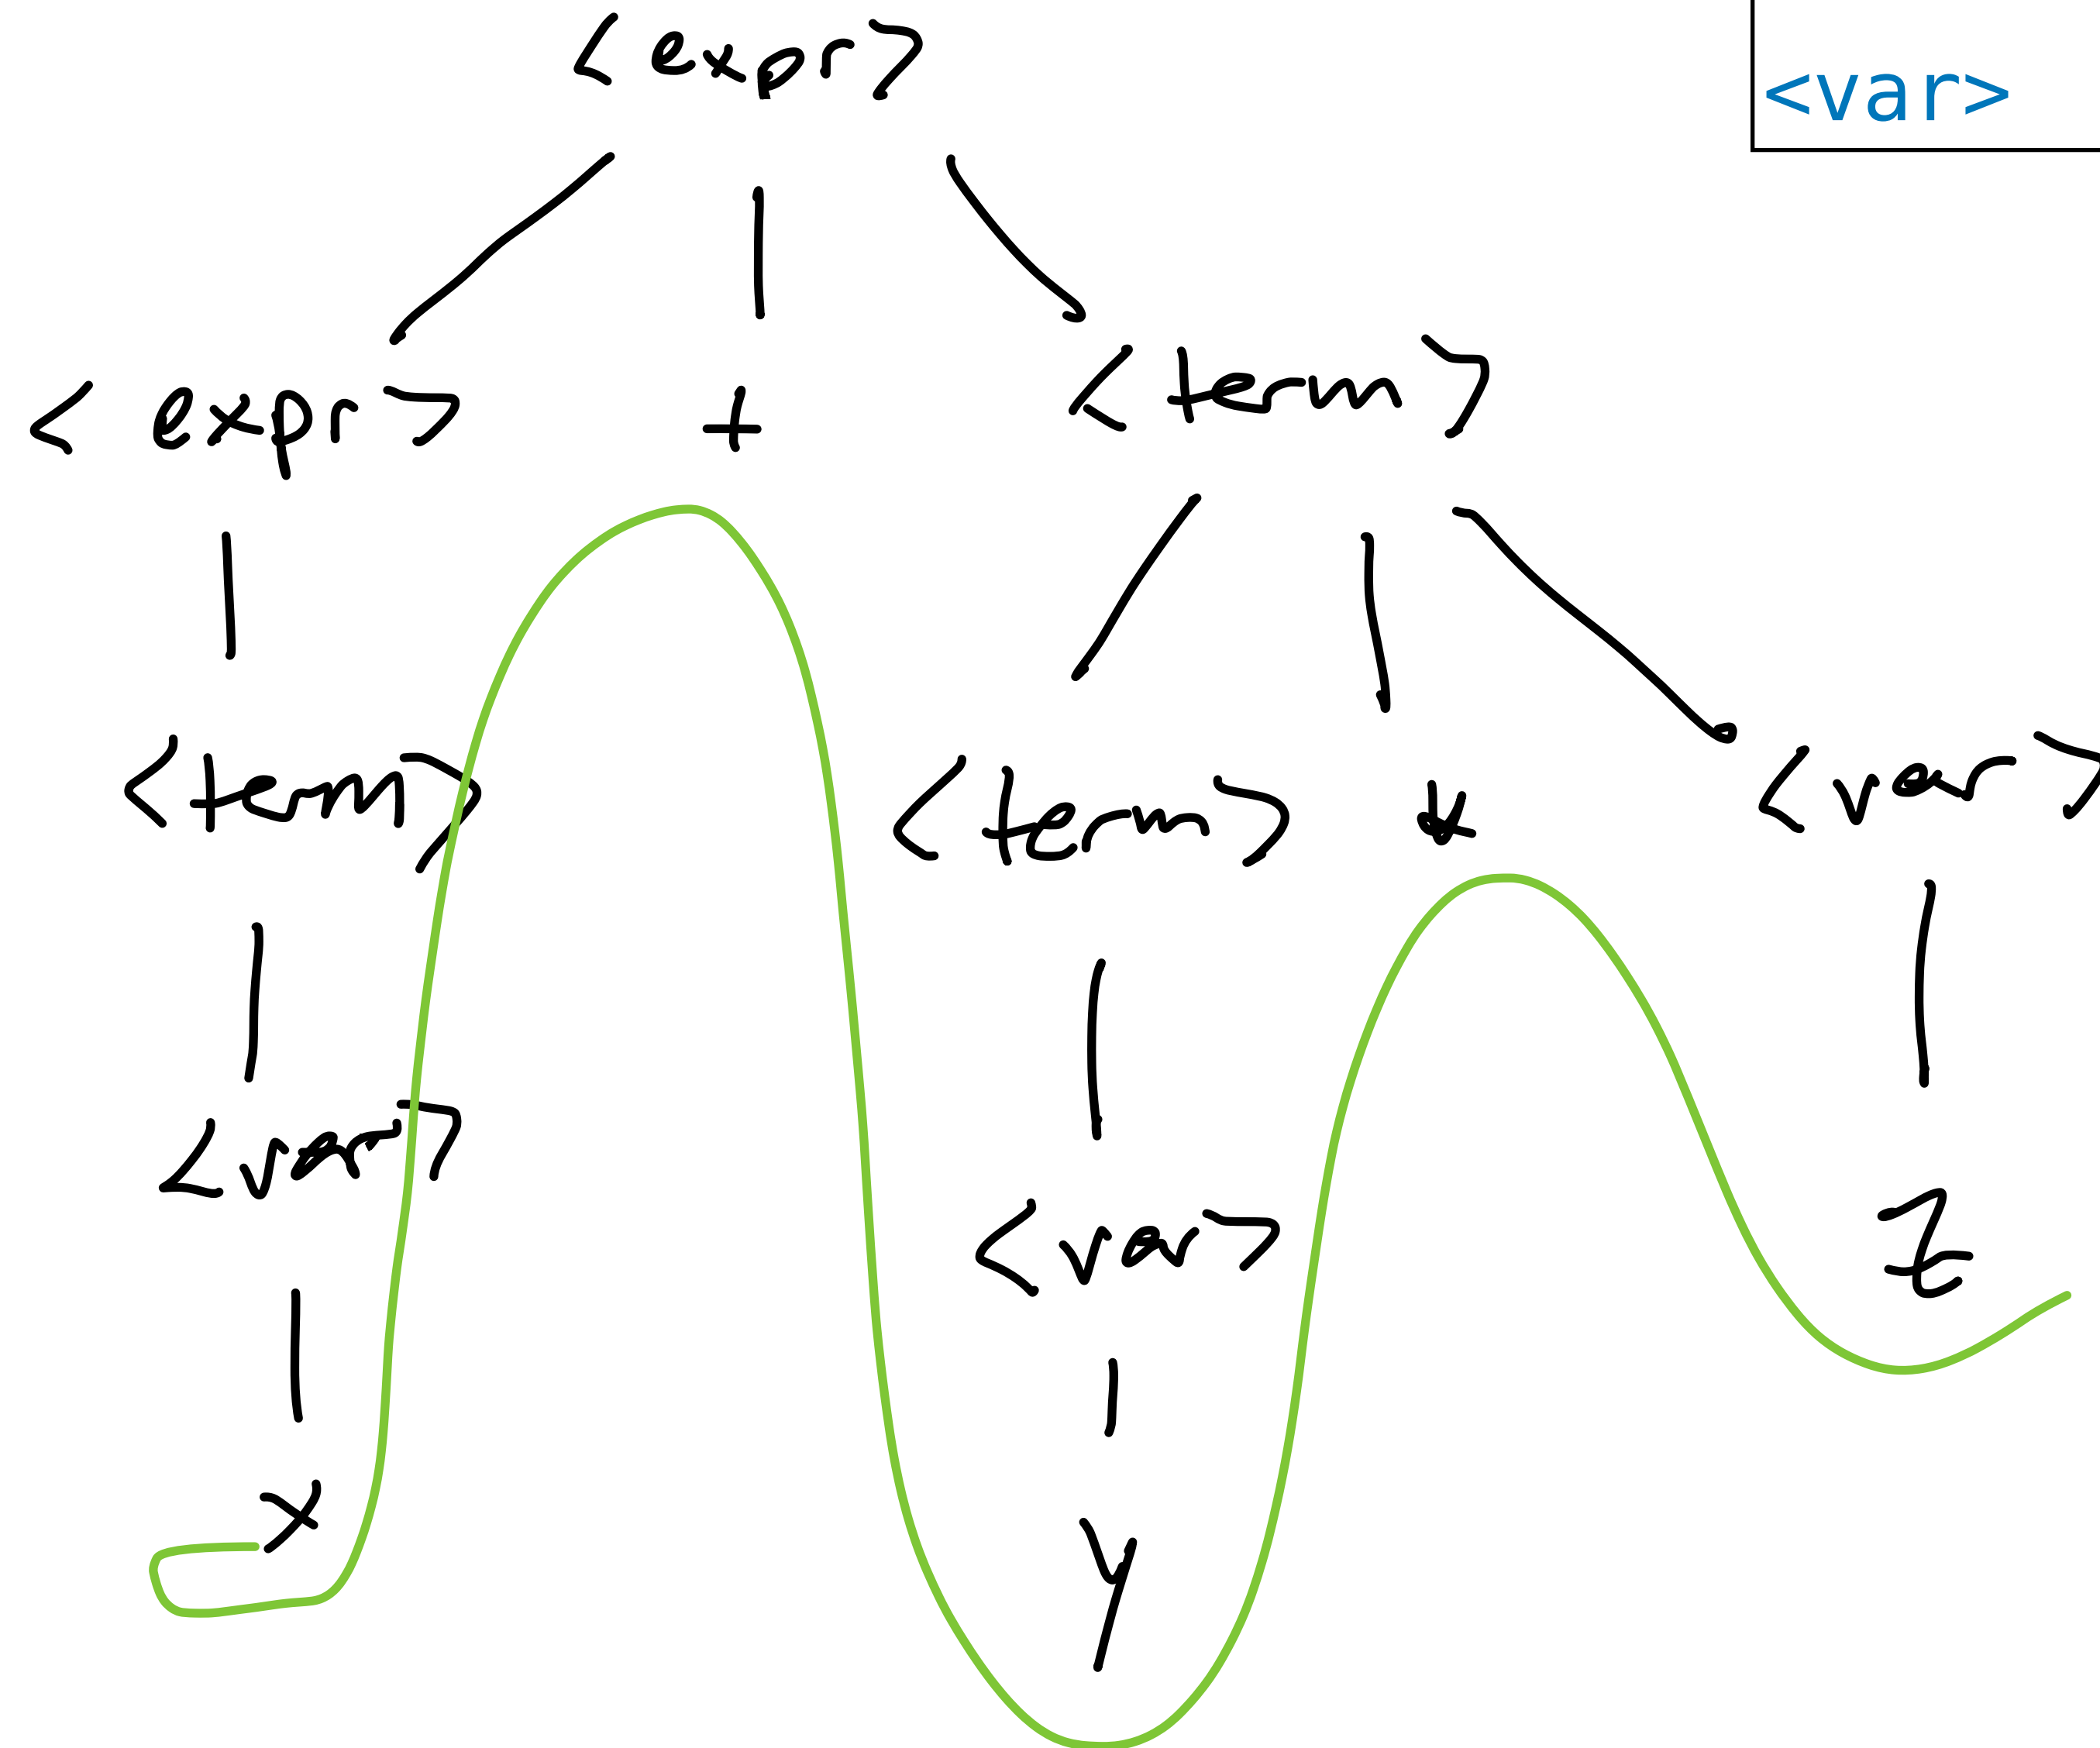 <expr>
<var>
<expr> + <term>
<term> <term> * <var>
<var> <var> z
x y